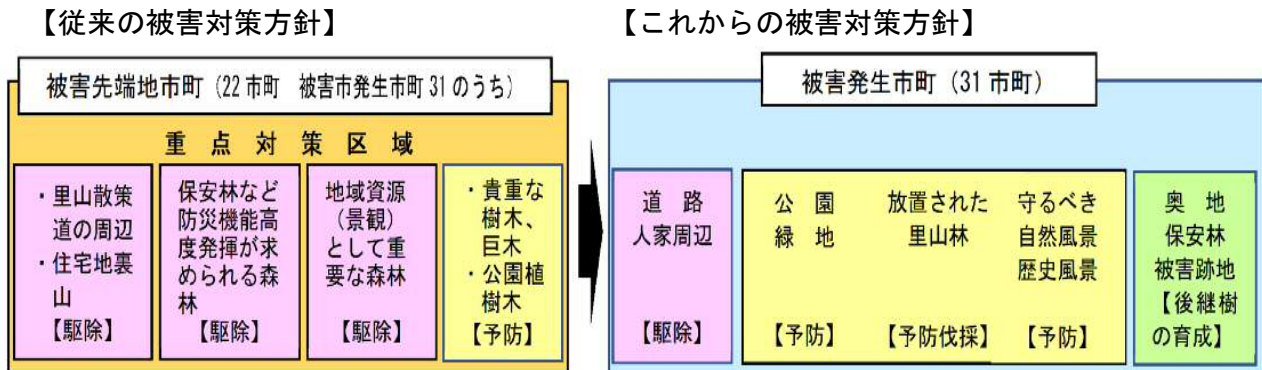 【従来の被害対策方針】
被害先端地市町（22市町　被害市発生市町31のうち）
重点対策区域
・里山散策
道の周辺
・住宅地裏
山
【駆除】
保安林など
防災機能高
度発揮が求
められる森
林
【駆除】
地域資源
（景観）
として重
要な森林
【駆除】
・貴重な
樹木、
巨木
・公園植
樹木
【予防】
【これからの被害対策方針】
被害発生市町（31市町）
道路
人家周辺
【駆除】
公園
緑地
【予防】
放置された
里山林
【予防伐採】
守るべき
自然風景
歴史風景
【予防】
奥地
保安林
被害跡地
【後継樹
の育成】